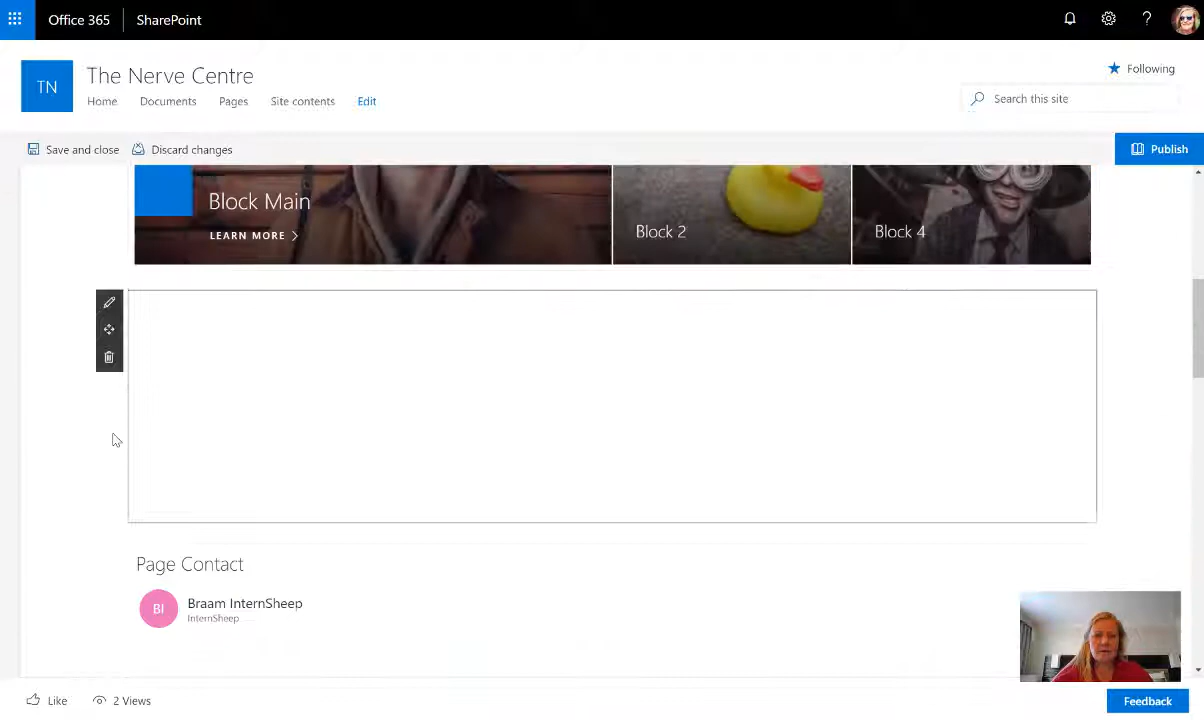 Office 365 SharePoint
TN
The Nerve Centre
Following
Home Documents Pages Site contents Edit
Search this site
Save and close Discard changes
Publish
Block Main
LEARN MORE
Block 2
Block 4
Page Contact
BI
Braam InternSheep
InternSheep
Like 2 Views
Feedback